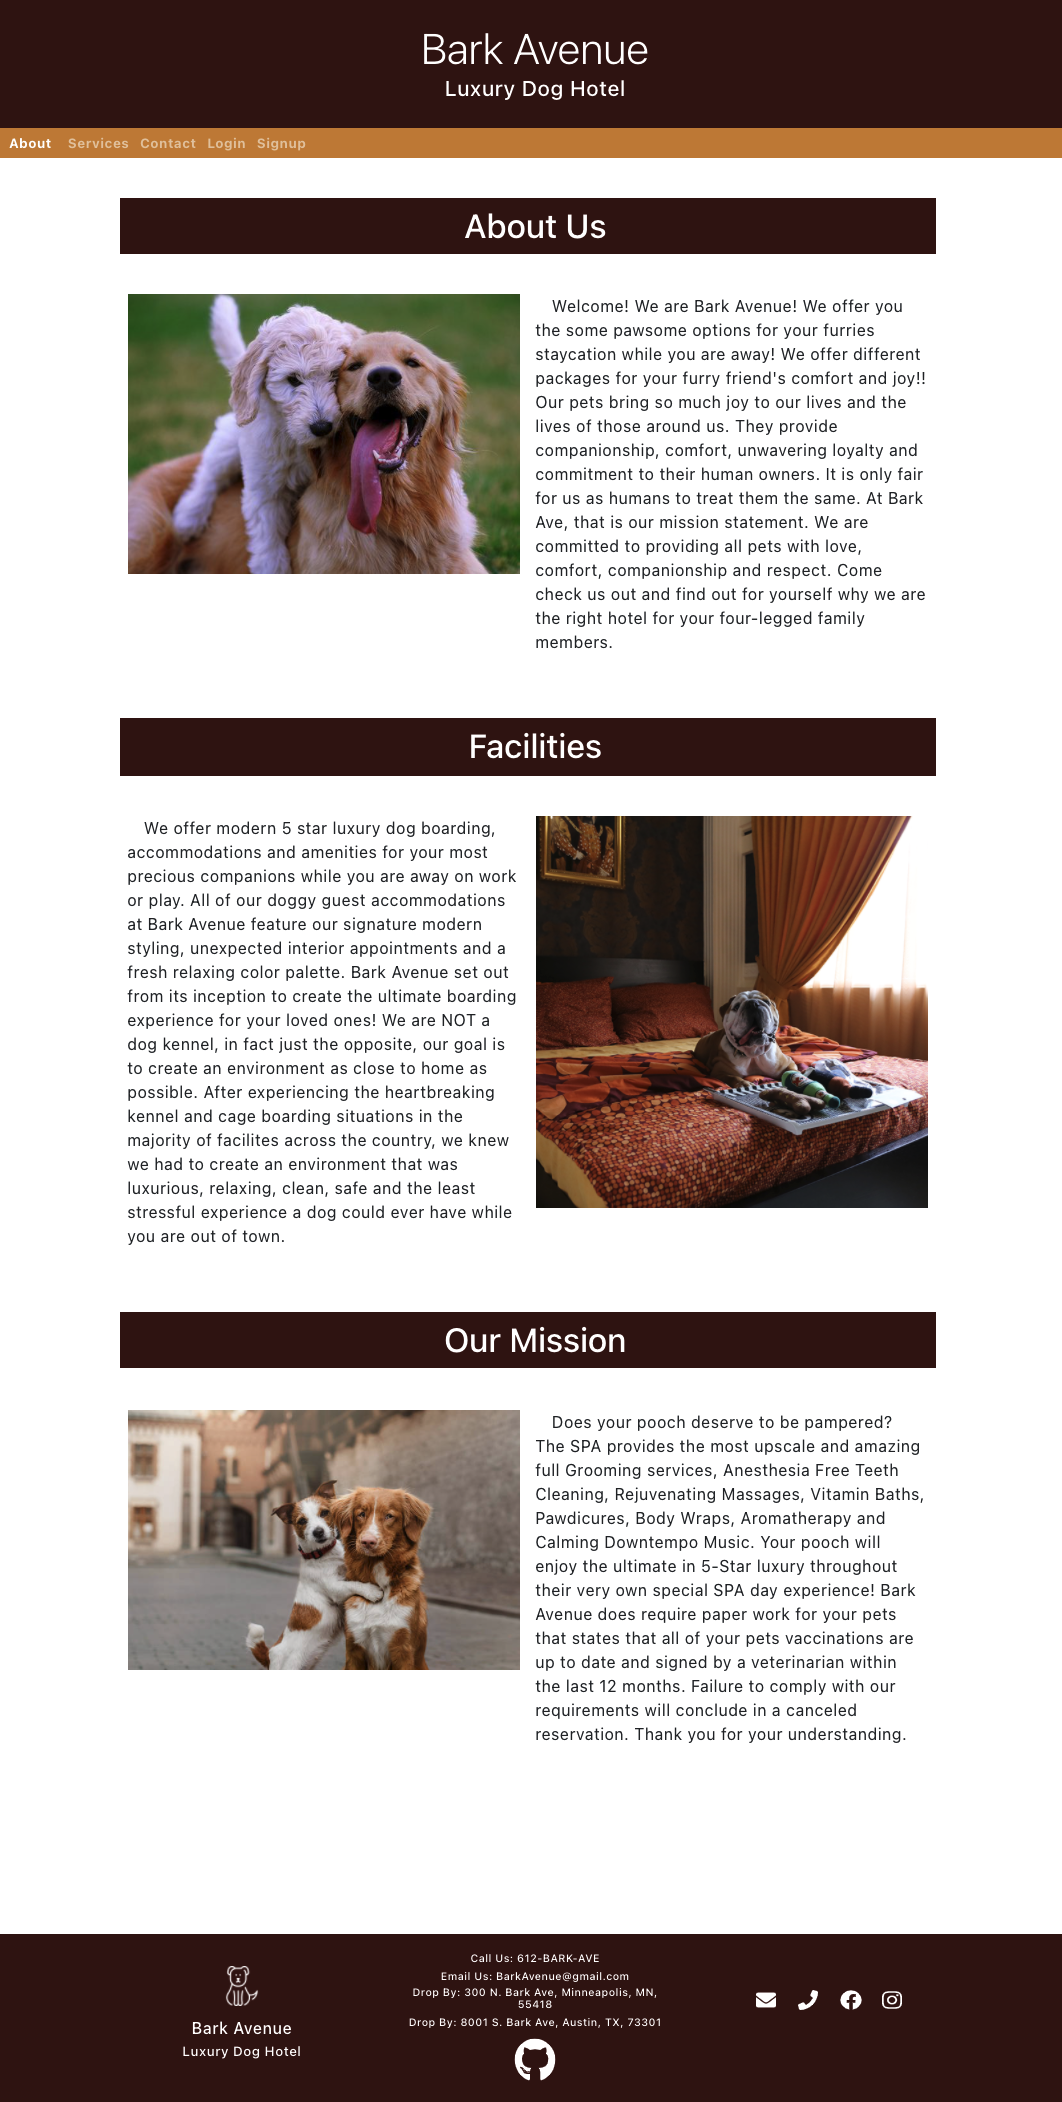 Bark Avenue
Luxury Dog Hotel
About Services Contact Login Signup
About Us
Welcome! We are Bark Avenue! We offer you
the some pawsome options for your furries
staycation while you are away! We offer different
packages for your furry friend's comfort and joy!!
Our pets bring so much joy to our lives and the
lives of those around us. They provide
companionship, comfort, unwavering loyalty and
commitment to their human owners. It is only fair
for us as humans to treat them the same. At Bark
Ave, that is our mission statement. We are
committed to providing all pets with love,
comfort, companionship and respect. Come
check us out and find out for yourself why we are
the right hotel for your four-legged family
members.
Facilities
We offer modern 5 star luxury dog boarding,
accommodations and amenities for your most
precious companions while you are away on work
or play. All of our doggy guest accommodations
at Bark Avenue feature our signature modern
styling, unexpected interior appointments and a
fresh relaxing color palette. Bark Avenue set out
from its inception to create the ultimate boarding
experience for your loved ones! We are NOT a
dog kennel, in fact just the opposite, our goal is
to create an environment as close to home as
possible. After experiencing the heartbreaking
kennel and cage boarding situations in the
majority of facilites across the country, we knew
we had to create an environment that was
luxurious, relaxing, clean, safe and the least
stressful experience a dog could ever have while
you are out of town.
Our Mission
Does your pooch deserve to be pampered?
The SPA provides the most upscale and amazing
full Grooming services, Anesthesia Free Teeth
Cleaning, Rejuvenating Massages, Vitamin Baths,
Pawdicures, Body Wraps, Aromatherapy and
Calming Downtempo Music. Your pooch will
enjoy the ultimate in 5-Star luxury throughout
their very own special SPA day experience! Bark
Avenue does require paper work for your pets
that states that all of your pets vaccinations are
up to date and signed by a veterinarian within
the last 12 months. Failure to comply with our
requirements will conclude in a canceled
reservation. Thank you for your understanding.
Bark Avenue
Luxury Dog Hotel
Call Us: 612-BARK-AVE
Email Us: BarkAvenue@gmail.com
Drop By: 300 N. Bark Ave, Minneapolis, MN,
55418
Drop By: 8001 S. Bark Ave, Austin, TX, 73301